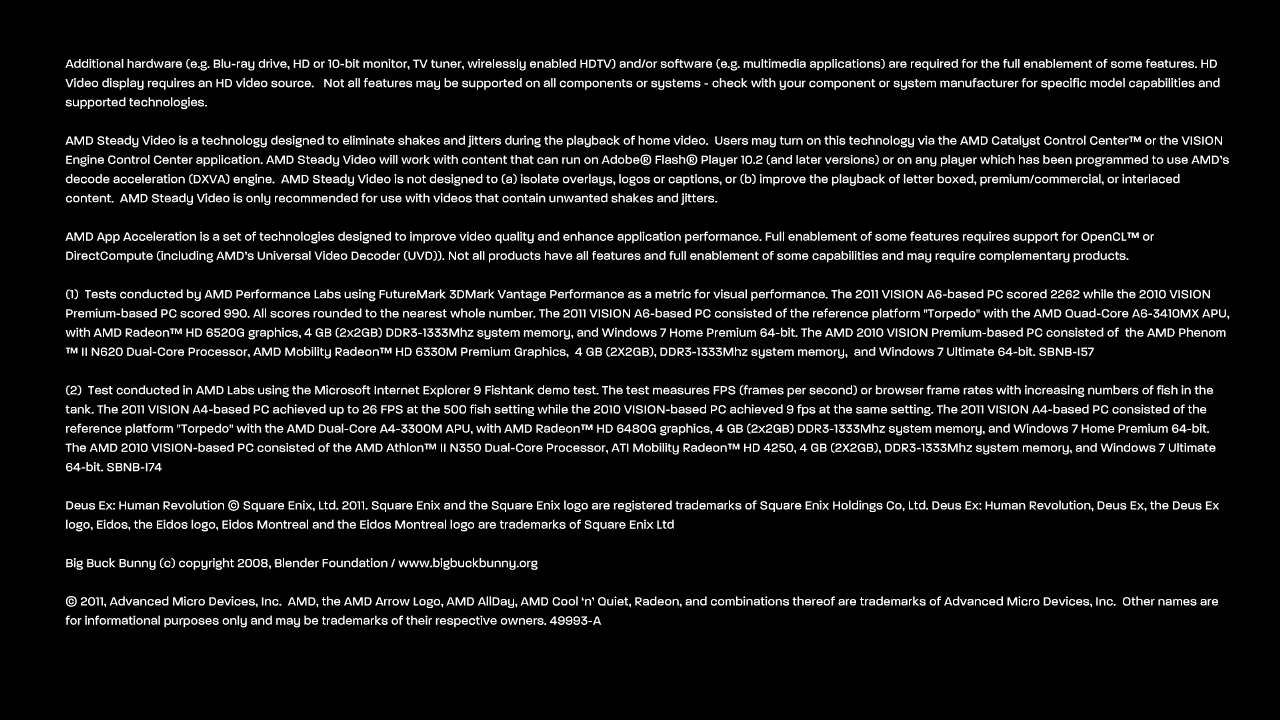 Additional hardware (e.g. Blu-ray drive, HD or 10-bit monitor, TV tuner, wirelessly enabled HDTV) and/or software (e.g. multimedia applications) are required for the full enablement of some features. HD
Video display requires an HD video source.   Not all features may be supported on all components or systems - check with your component or system manufacturer for specific model capabilities and
supported technologies.
AMD Steady Video is a technology designed to eliminate shakes and jitters during the playback of home video.  Users may turn on this technology via the AMD Catalyst Control Center™ or the VISION
Engine Control Center application. AMD Steady Video will work with content that can run on Adobe® Flash® Player 10.2 (and later versions) or on any player which has been programmed to use AMD's
decode acceleration (DXVA) engine.  AMD Steady Video is not designed to (a) isolate overlays, logos or captions, or (b) improve the playback of letter boxed, premium/commercial, or interlaced
content.  AMD Steady Video is only recommended for use with videos that contain unwanted shakes and jitters.
AMD App Acceleration is a set of technologies designed to improve video quality and enhance application performance. Full enablement of some features requires support for OpenCL™ or
DirectCompute (including AMD's Universal Video Decoder (UVD)). Not all products have all features and full enablement of some capabilities and may require complementary products.
(1)  Tests conducted by AMD Performance Labs using FutureMark 3DMark Vantage Performance as a metric for visual performance. The 2011 VISION A6-based PC scored 2262 while the 2010 VISION
Premium-based PC scored 990. All scores rounded to the nearest whole number. The 2011 VISION A6-based PC consisted of the reference platform "Torpedo" with the AMD Quad-Core A6-3410MX APU,
with AMD Radeon™ HD 6520G graphics, 4 GB (2x2GB) DDR3-1333Mhz system memory, and Windows 7 Home Premium 64-bit. The AMD 2010 VISION Premium-based PC consisted of  the AMD Phenom
™ II N620 Dual-Core Processor, AMD Mobility Radeon™ HD 6330M Premium Graphics,  4 GB (2X2GB), DDR3-1333Mhz system memory,  and Windows 7 Ultimate 64-bit. SBNB-157
(2)  Test conducted in AMD Labs using the Microsoft Internet Explorer 9 Fishtank demo test. The test measures FPS (frames per second) or browser frame rates with increasing numbers of fish in the
tank. The 2011 VISION A4-based PC achieved up to 26 FPS at the 500 fish setting while the 2010 VISION-based PC achieved 9 fps at the same setting. The 2011 VISION A4-based PC consisted of the
reference platform "Torpedo" with the AMD Dual-Core A4-3300M APU, with AMD Radeon™ HD 6480G graphics, 4 GB (2x2GB) DDR3-1333Mhz system memory, and Windows 7 Home Premium 64-bit.
The AMD 2010 VISION-based PC consisted of the AMD Athlon™ II N350 Dual-Core Processor, ATI Mobility Radeon™ HD 4250, 4 GB (2X2GB), DDR3-1333Mhz system memory, and Windows 7 Ultimate
64-bit. SBNB-174
Deus Ex: Human Revolution © Square Enix, Ltd. 2011. Square Enix and the Square Enix logo are registered trademarks of Square Enix Holdings Co, Ltd. Deus Ex: Human Revolution, Deus Ex, the Deus Ex
logo, Eidos, the Eidos logo, Eidos Montreal and the Eidos Montreal logo are trademarks of Square Enix Ltd
Big Buck Bunny (c) copyright 2008, Blender Foundation / www.bigbuckbunny.org
© 2011, Advanced Micro Devices, Inc.  AMD, the AMD Arrow Logo, AMD AllDay, AMD Cool ‘n’ Quiet, Radeon, and combinations thereof are trademarks of Advanced Micro Devices, Inc.  Other names are
for informational purposes only and may be trademarks of their respective owners. 49993-A